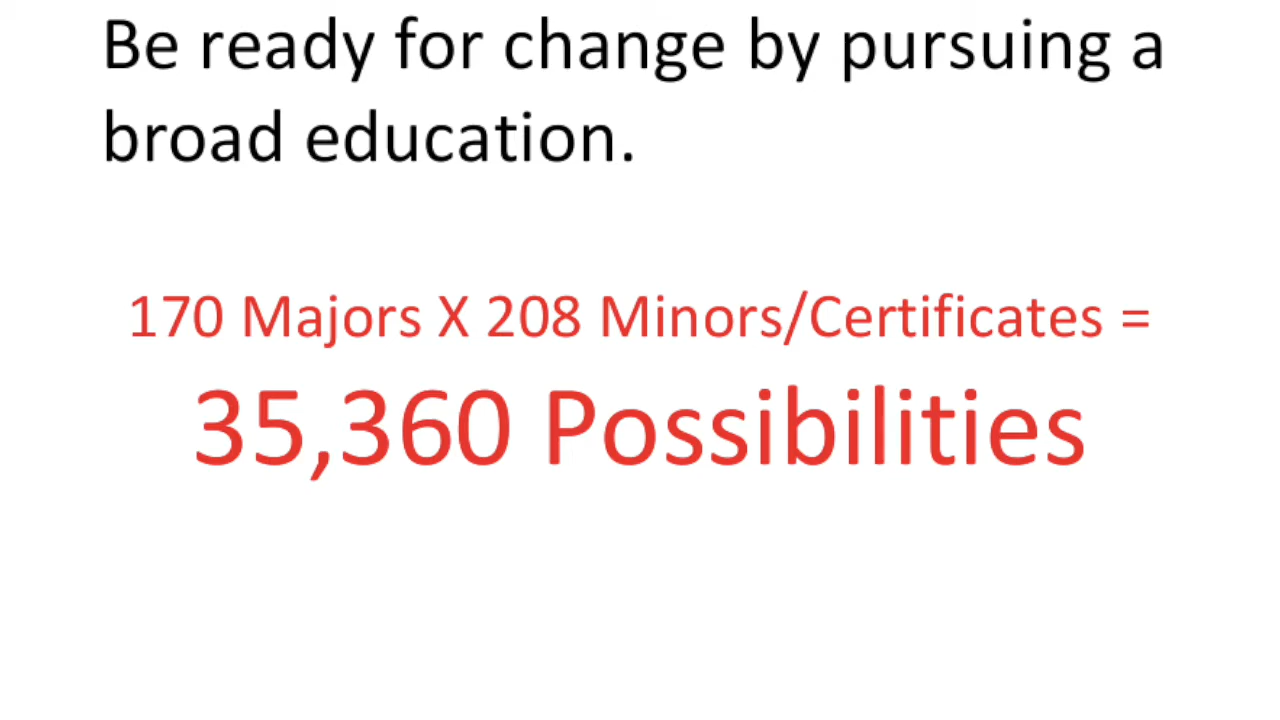 Be ready for change by pursuing a
broad education.
170 Majors X 208 Minors/Certificates =
35,360 Possibilities